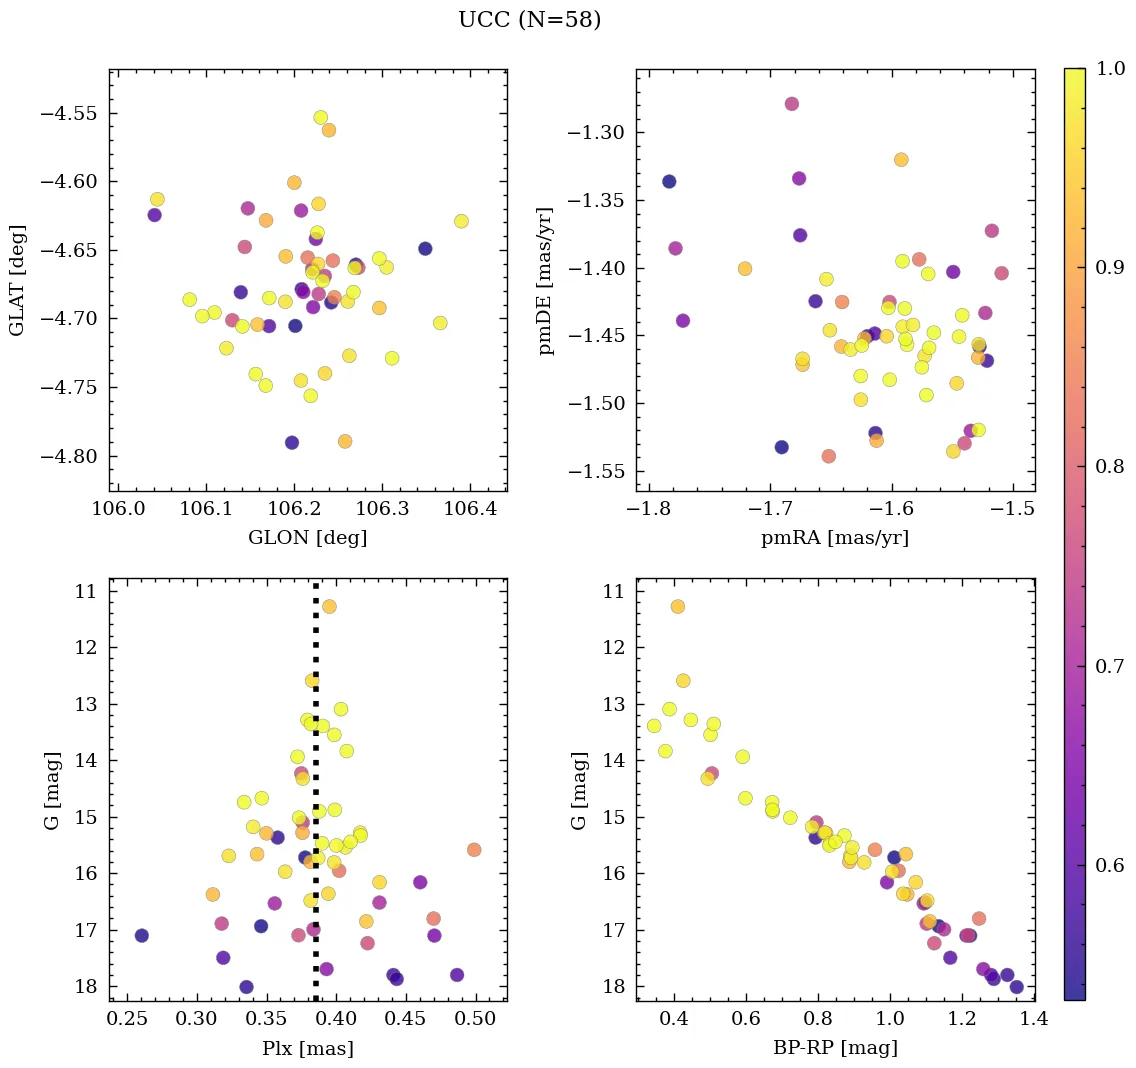 UCC (N=58)
−4.55
−4.60
−4.65
−4.70
−4.75
−4.80
GLAT [deg]
106.0 106.1 106.2 106.3 106.4
GLON [deg]
−1.30
−1.35
−1.40
−1.45
−1.50
−1.55
pmDE [mas/yr]
−1.8 −1.7 −1.6 −1.5
pmRA [mas/yr]
11
12
13
14
15
16
17
18
G [mag]
0.25 0.30 0.35 0.40 0.45 0.50
Plx [mas]
11
12
13
14
15
16
17
18
G [mag]
0.4 0.6 0.8 1.0 1.2 1.4
BP-RP [mag]
1.0
0.9
0.8
0.7
0.6